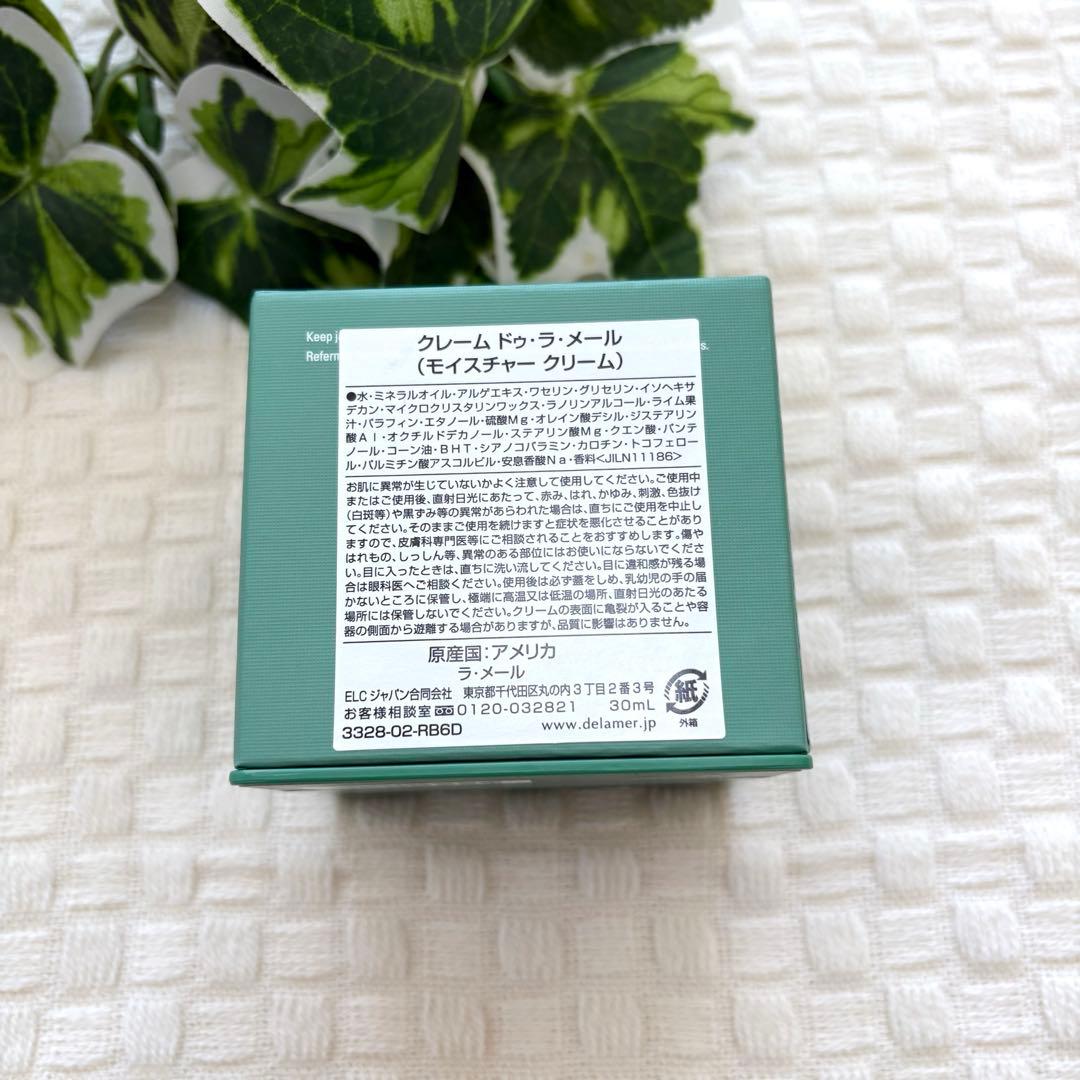 Keep
Refer
s.
クレーム ドゥ・ラ・メール
(モイスチャー クリーム)
●水・ミネラルオイル・アルゲエキス・ワセリン・グリセリン・イソヘキサ
デカン・マイクロクリスタリンワックス・ラノリンアルコール・ライム果
汁・パラフィン・エタノール・硫酸Mg・オレイン酸デシル・ジステアリン
酸Al・オクチルドデカノール・ステアリン酸Mg・クエン酸・パンテ
ノール・コーン油・BHT・シアノコバラミン・カロチン・トコフェロー
ル・パルミチン酸アスコルビル・安息香酸Na・香料<JILN11186>
お肌に異常が生じていないかよく注意して使用してください。ご使用中
またはご使用後、直射日光にあたって、赤み、はれ、かゆみ、刺激、色抜け
(白斑等)や黒ずみ等の異常があらわれた場合は、直ちにご使用を中止し
てください。そのままご使用を続けますと症状を悪化させることがあり
ますので、皮膚科専門医等にご相談されることをおすすめします。傷や
はれもの、しっしん等、異常のある部位にはお使いにならないでくださ
い。目に入ったときは、直ちに洗い流してください。目に違和感が残る場
合は眼科医へご相談ください。使用後は必ず蓋をしめ、乳幼児の手の届
かないところに保管し、極端に高温又は低温の場所、直射日光のあたる
場所には保管しないでください。クリームの表面に亀裂が入ることや容
器の側面から遊離する場合がありますが、品質に影響はありません。
原産国:アメリカ
ラ・メール
ELC ジャパン合同会社 東京都千代田区丸の内3丁目2番3号
お客様相談室 0120-032821 30mL
3328-02-RB6D www.delamer.jp
紙
外箱